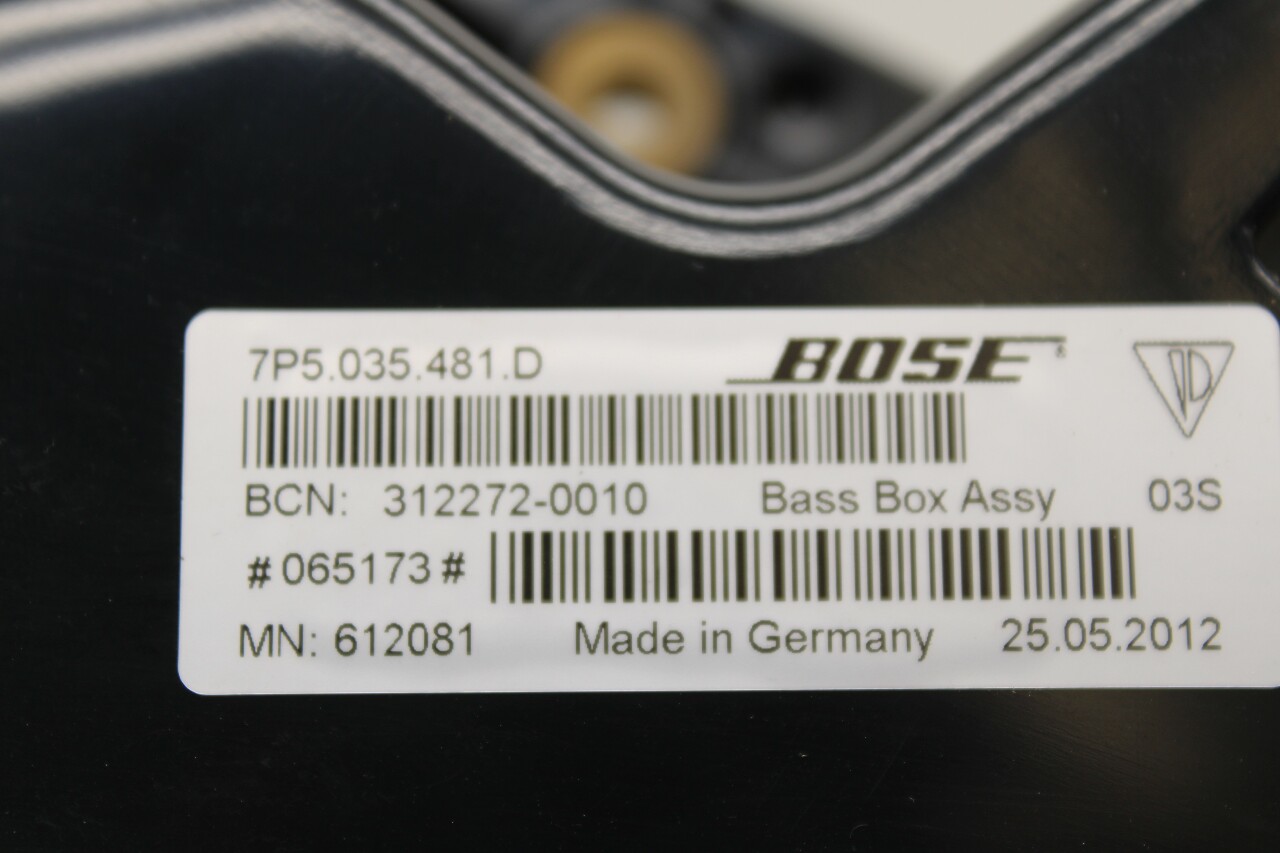 7P5.035.481.D BOSE®
BCN: 312272-0010 Bass Box Assy 03S
#065173#
MN: 612081 Made in Germany 25.05.2012